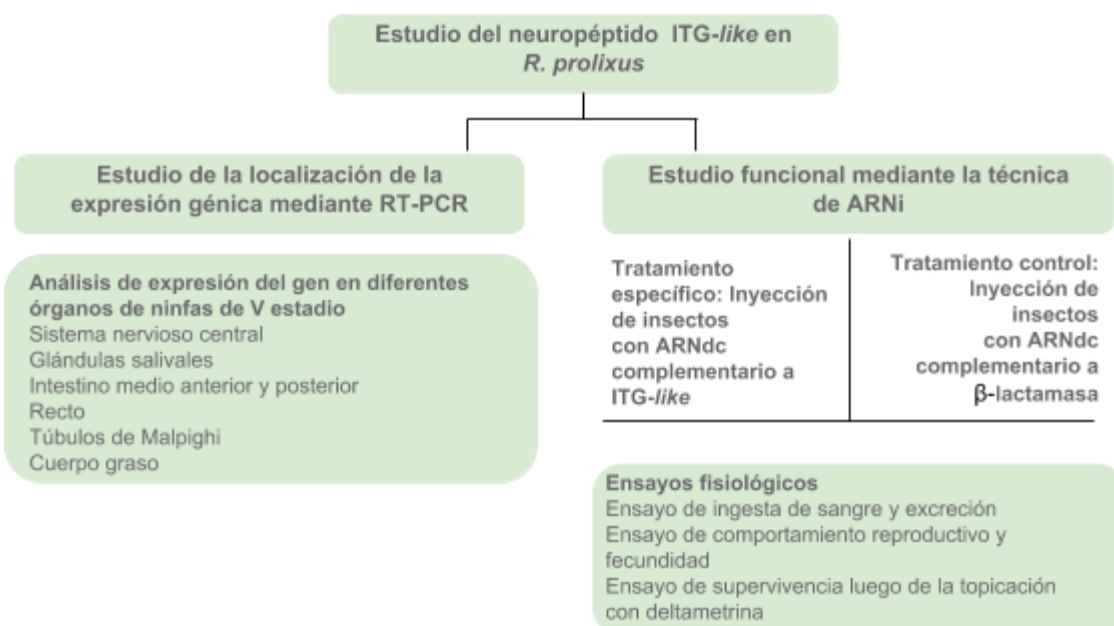 Estudio del neuropéptido ITG-like en
R. prolixus
Estudio de la localización de la
expresión génica mediante RT-PCR
Análisis de expresión del gen en diferentes
órganos de ninfas de V estadio
Sistema nervioso central
Glándulas salivales
Intestino medio anterior y posterior
Recto
Túbulos de Malpighi
Cuerpo graso
Estudio funcional mediante la técnica
de ARNi
Tratamiento
específico: Inyección
de insectos
con ARNdc
complementario a
ITG-like
Tratamiento control:
Inyección de
insectos
con ARNdc
complementario a
β-lactamasa
Ensayos fisiológicos
Ensayo de ingesta de sangre y excreción
Ensayo de comportamiento reproductivo y
fecundidad
Ensayo de supervivencia luego de la topicación
con deltametrina